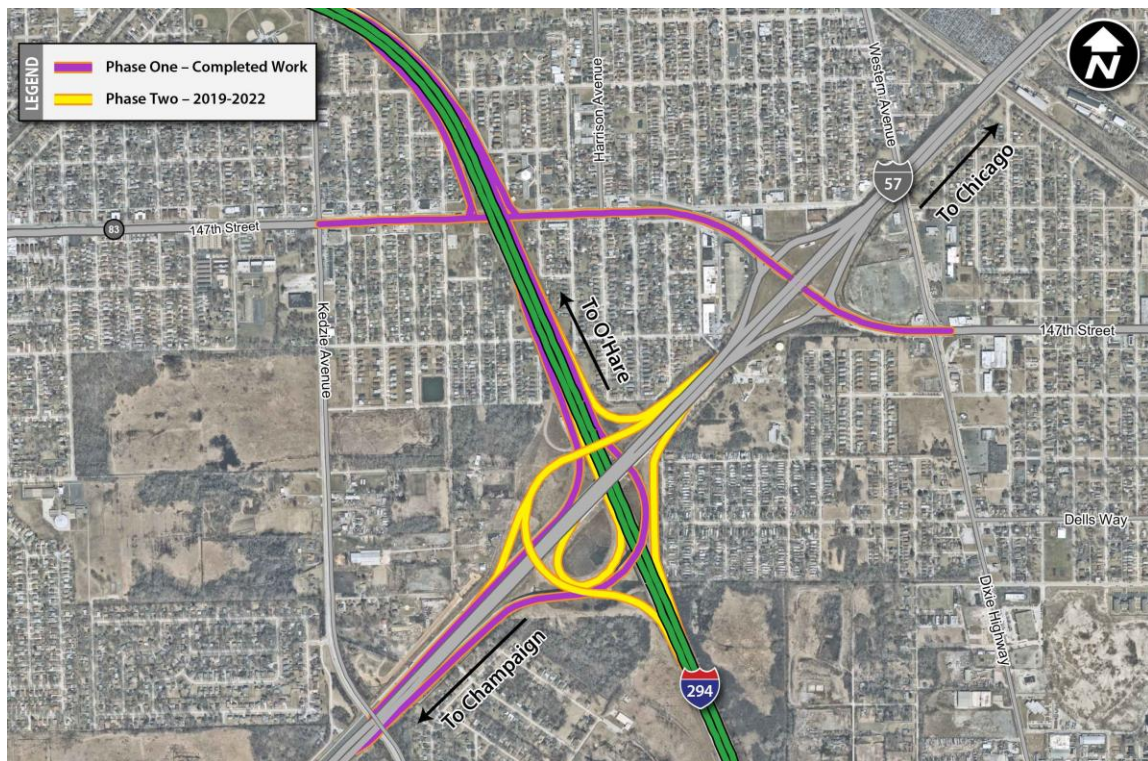 LEGEND
Phase One – Completed Work
Phase Two – 2019-2022
N
Harrison Avenue
Western Avenue
57
To Chicago
83
147th Street
Kedzie Avenue
To O'Hare
147th Street
Dells Way
Dixie Highway
To Champaign
294